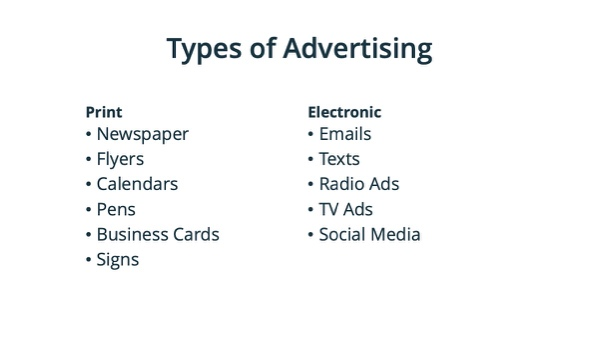 Types of Advertising
Print
• Newspaper
• Flyers
• Calendars
• Pens
• Business Cards
• Signs
Electronic
• Emails
• Texts
• Radio Ads
• TV Ads
• Social Media